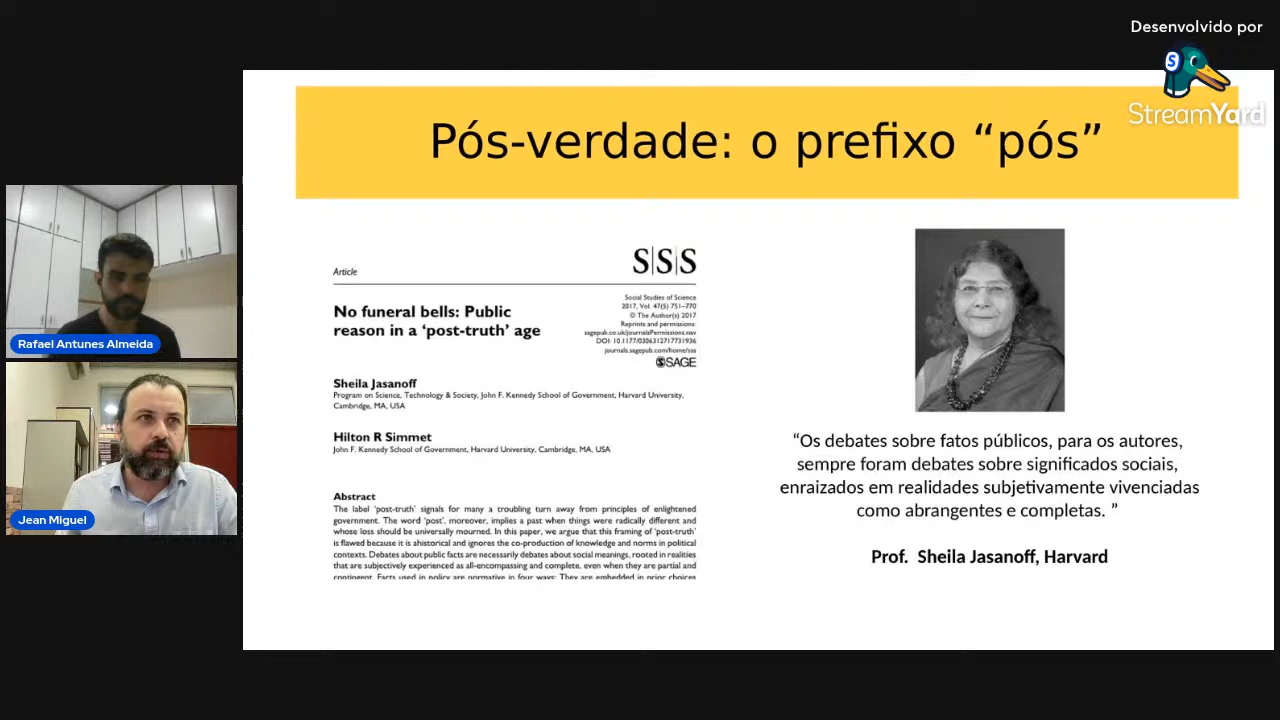 Desenvolvido por
StreamYard
Pós-verdade: o prefixo “pós”
Rafael Antunes Almeida
Jean Miguel
Article
S|S|S
No funeral bells: Public
reason in a ‘post-truth’ age
Social Studies of Science
2017, Vol. 47(5) 751–770
© The Author(s) 2017
Reprints and permissions:
sagepub.co.uk/journalsPermissions.nav
DOI: 10.1177/0306312717731936
journals.sagepub.com/home/sss
SAGE
Sheila Jasanoff
Program on Science, Technology & Society, John F. Kennedy School of Government, Harvard University,
Cambridge, MA, USA
Hilton R Simmet
John F. Kennedy School of Government, Harvard University, Cambridge, MA, USA
Abstract
The label ‘post-truth’ signals for many a troubling turn away from principles of enlightened
government. The word ‘post’, moreover, implies a past when things were radically different and
whose loss should be universally mourned. In this paper, we argue that this framing of ‘post-truth’
is flawed because it is ahistorical and ignores the co-production of knowledge and norms in political
contexts. Debates about public facts are necessarily debates about social meanings, rooted in realities
that are subjectively experienced as all-encompassing and complete, even when they are partial and
contingent. Facts used in policy are normative in four ways: They are embedded in prior choices
“Os debates sobre fatos públicos, para os autores,
sempre foram debates sobre significados sociais,
enraizados em realidades subjetivamente vivenciadas
como abrangentes e completas. ”
Prof. Sheila Jasanoff, Harvard